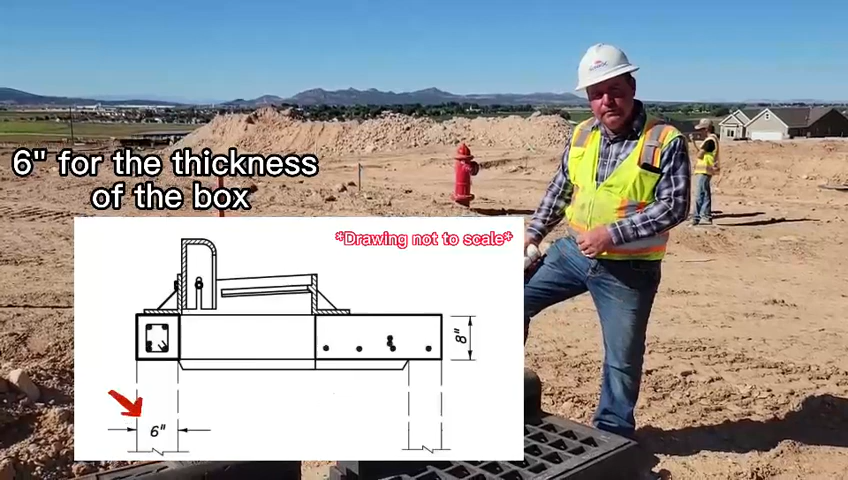 6" for the thickness
of the box
*Drawing not to scale*
8"
6"